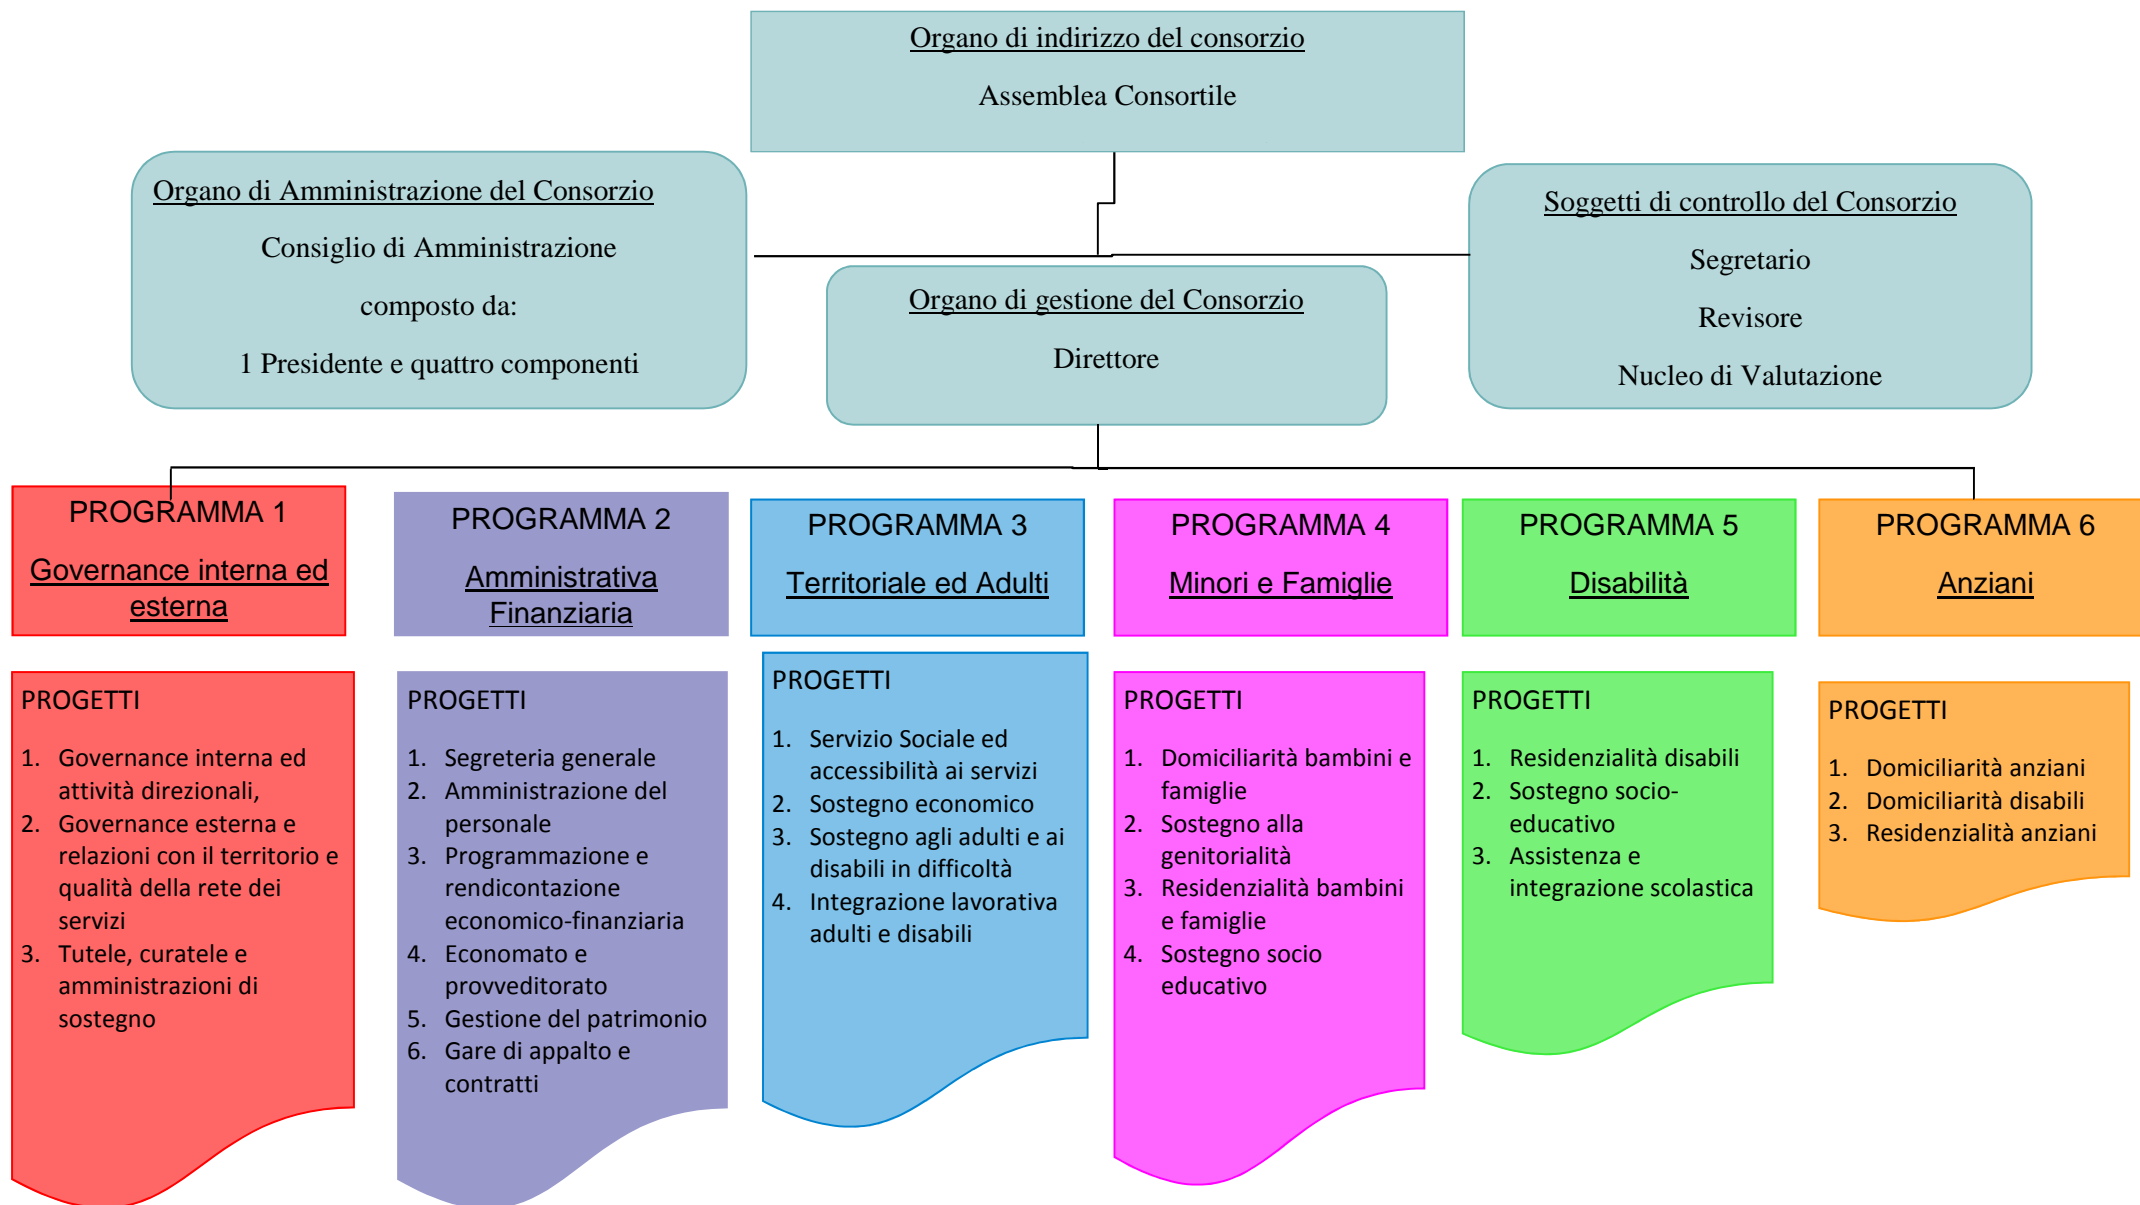 Organo di indirizzo del consorzio
Assemblea Consortile
Organo di Amministrazione del Consorzio
Consiglio di Amministrazione
composto da:
1 Presidente e quattro componenti
Organo di gestione del Consorzio
Direttore
Soggetti di controllo del Consorzio
Segretario
Revisore
Nucleo di Valutazione
PROGRAMMA 1
Governance interna ed
esterna
PROGRAMMA 2
Amministrativa
Finanziaria
PROGRAMMA 3
Territoriale ed Adulti
PROGRAMMA 4
Minori e Famiglie
PROGRAMMA 5
Disabilità
PROGRAMMA 6
Anziani
PROGETTI
1. Governance interna ed
attività direzionali,
2. Governance esterna e
relazioni con il territorio e
qualità della rete dei
servizi
3. Tutele, curatele e
amministrazioni di
sostegno
PROGETTI
1. Segreteria generale
2. Amministrazione del
personale
3. Programmazione e
rendicontazione
economico-finanziaria
4. Economato e
provveditorato
5. Gestione del patrimonio
6. Gare di appalto e
contratti
PROGETTI
1. Servizio Sociale ed
accessibilità ai servizi
2. Sostegno economico
3. Sostegno agli adulti e ai
disabili in difficoltà
4. Integrazione lavorativa
adulti e disabili
PROGETTI
1. Domiciliarità bambini e
famiglie
2. Sostegno alla
genitorialità
3. Residenzialità bambini
e famiglie
4. Sostegno socio
educativo
PROGETTI
1. Residenzialità disabili
2. Sostegno socio-
educativo
3. Assistenza e
integrazione scolastica
PROGETTI
1. Domiciliarità anziani
2. Domiciliarità disabili
3. Residenzialità anziani